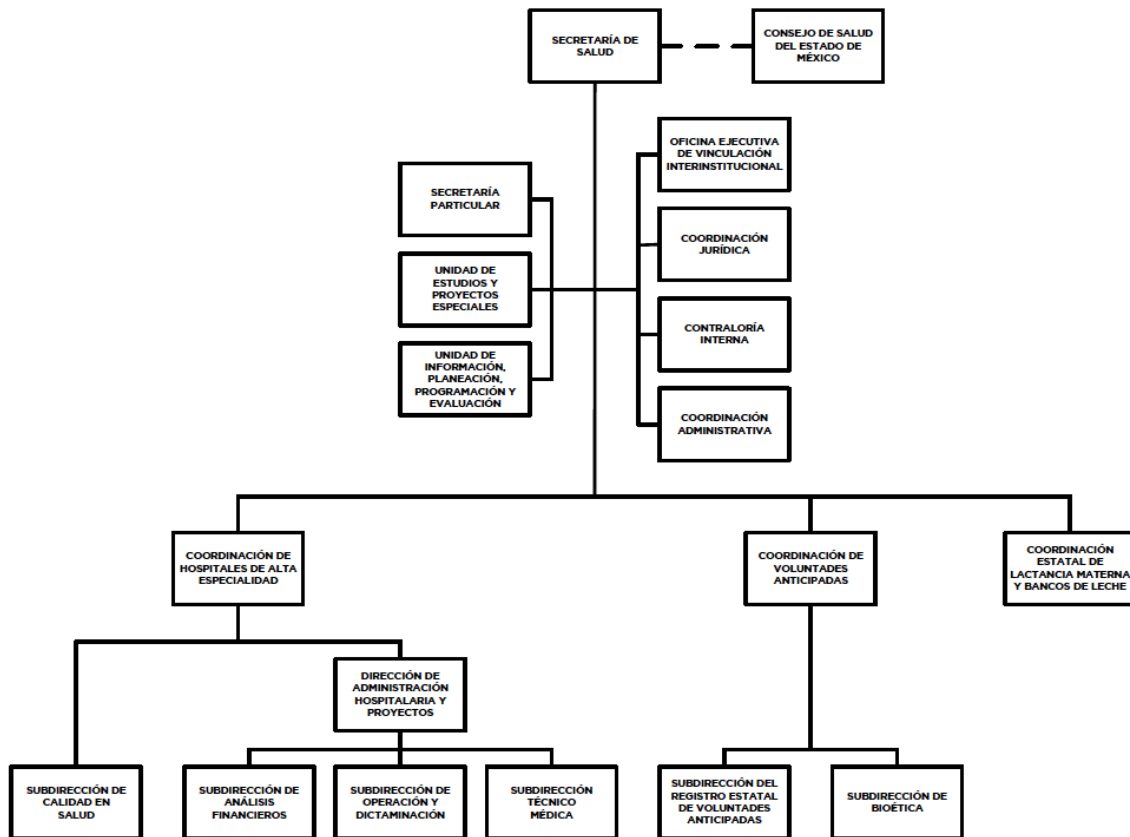 SECRETARÍA DE
SALUD
CONSEJO DE SALUD
DEL ESTADO DE
MÉXICO
OFICINA EJECUTIVA
DE VINCULACIÓN
INTERINSTITUCIONAL
SECRETARÍA
PARTICULAR
COORDINACIÓN
JURÍDICA
UNIDAD DE
ESTUDIOS Y
PROYECTOS
ESPECIALES
CONTRALORÍA
INTERNA
UNIDAD DE
INFORMACIÓN,
PLANEACIÓN,
PROGRAMACIÓN Y
EVALUACIÓN
COORDINACIÓN
ADMINISTRATIVA
COORDINACIÓN DE
HOSPITALES DE ALTA
ESPECIALIDAD
COORDINACIÓN DE
VOLUNTADES
ANTICIPADAS
COORDINACIÓN
ESTATAL DE
LACTANCIA MATERNA
Y BANCOS DE LECHE
DIRECCIÓN DE
ADMINISTRACIÓN
HOSPITALARIA Y
PROYECTOS
SUBDIRECCIÓN DE
CALIDAD EN
SALUD
SUBDIRECCIÓN DE
ANÁLISIS
FINANCIEROS
SUBDIRECCIÓN DE
OPERACIÓN Y
DICTAMINACIÓN
SUBDIRECCIÓN
TÉCNICO
MÉDICA
SUBDIRECCIÓN DEL
REGISTRO ESTATAL
DE VOLUNTADES
ANTICIPADAS
SUBDIRECCIÓN DE
BIOÉTICA